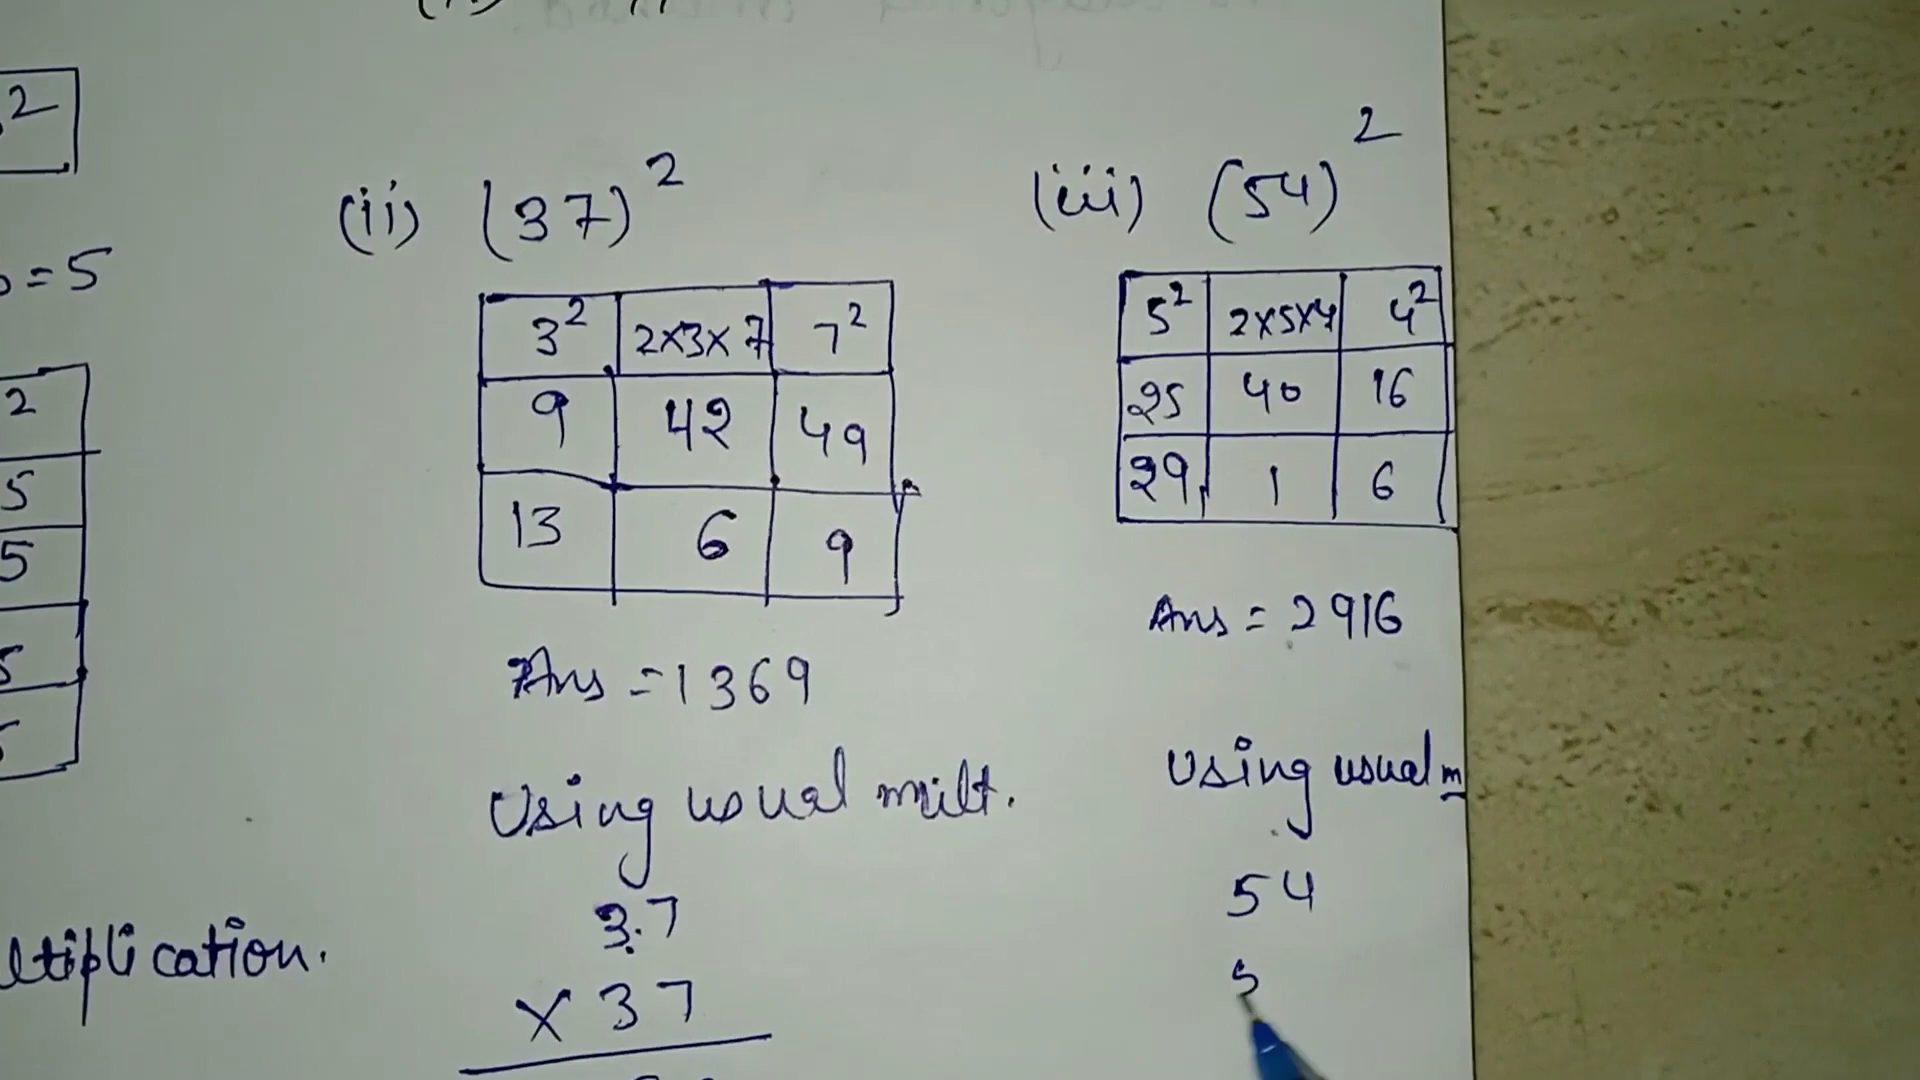 2
= 5
2
5
5
5
ltiplication.
(ii) (37)²
3² 2×3×7 7²
9 42 49
13 6 9
Ans = 1369
Using usual mult.
37
× 37
(iii) (54)²
5² 2×5×4 4²
25 40 16
29 1 6
Ans = 2916
Using usual m
54
5